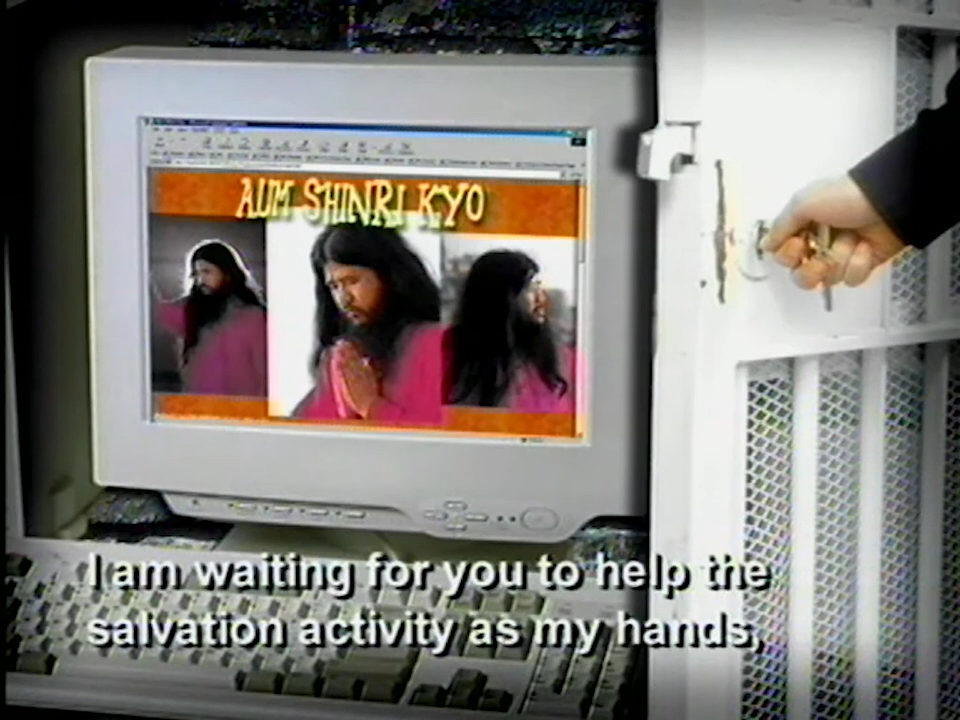 AUM SHINRI KYO
I am waiting for you to help the
salvation activity as my hands,